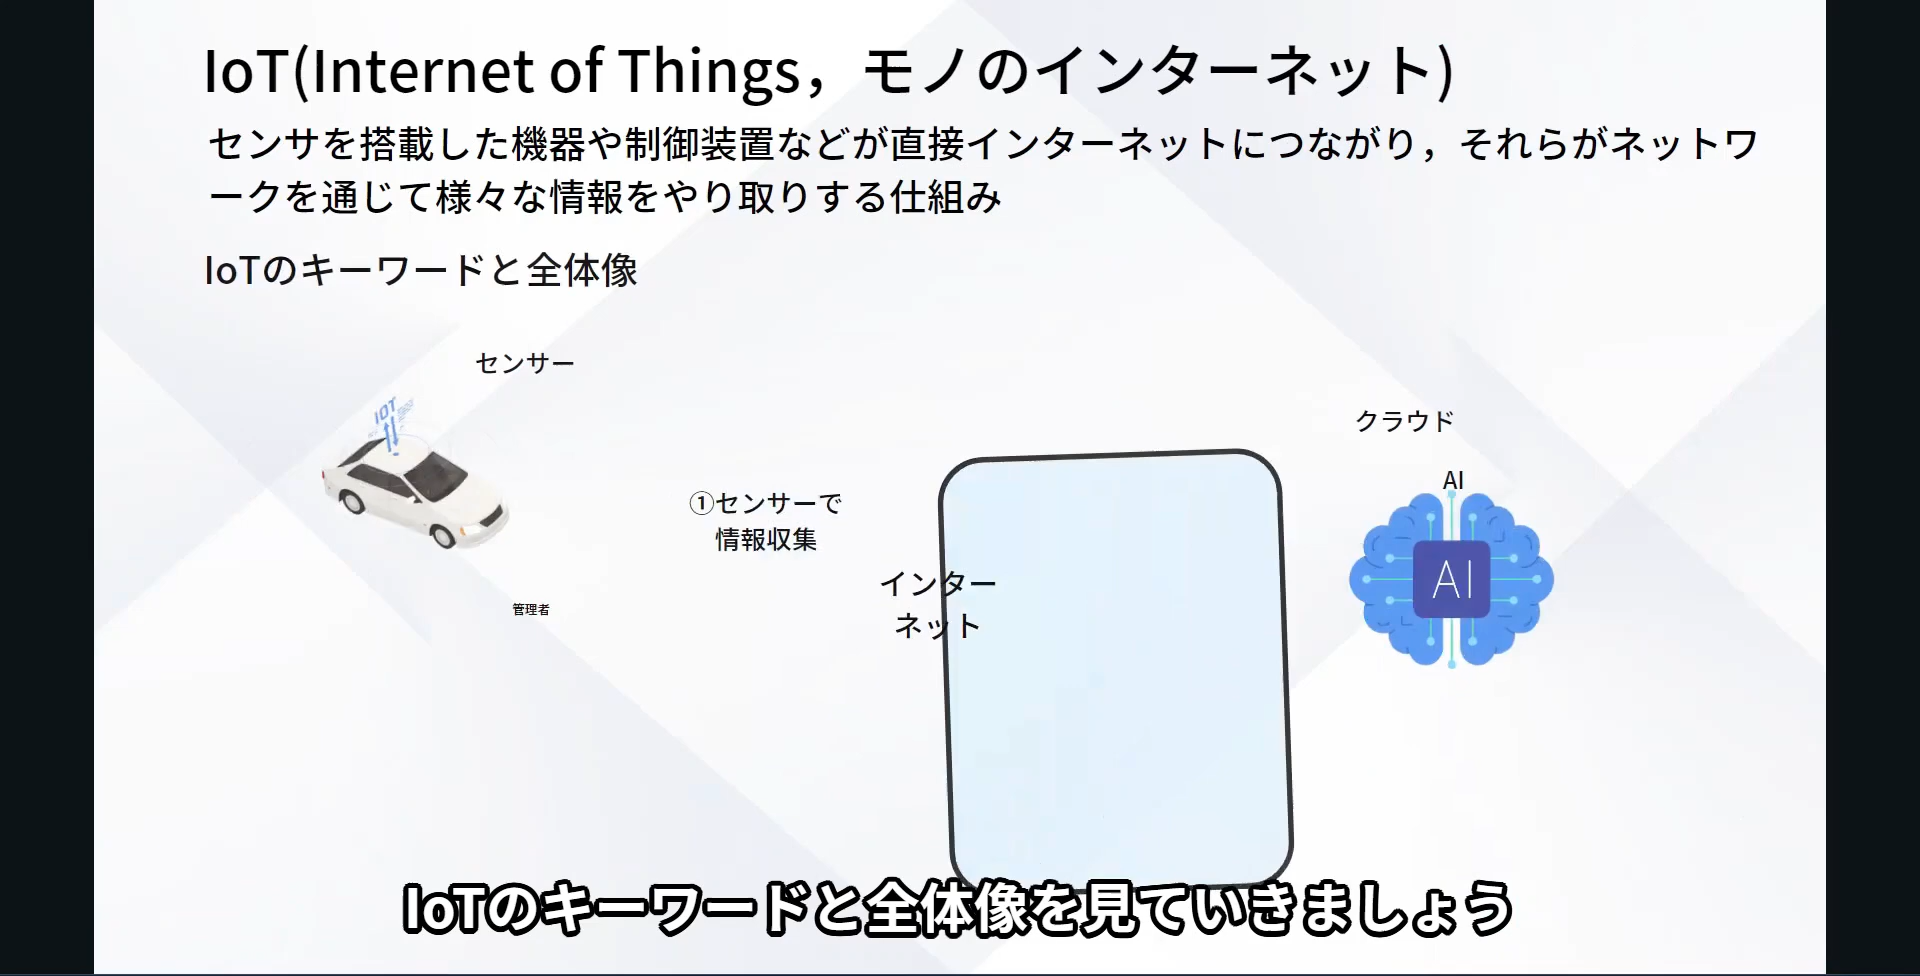 IoT(Internet of Things，モノのインターネット)
センサを搭載した機器や制御装置などが直接インターネットにつながり，それらがネットワ
ークを通じて様々な情報をやり取りする仕組み
IoTのキーワードと全体像
センサー
IOT
クラウド
AI
①センサーで
情報収集
AI
インター
ネット
管理者
IoTのキーワードと全体像を見ていきましょう